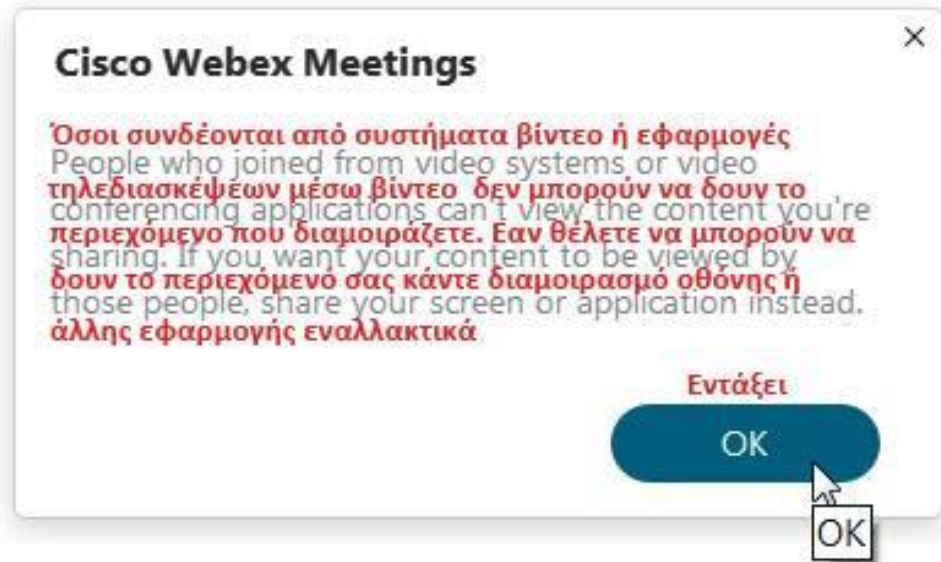 Cisco Webex Meetings
Όσοι συνδέονται από συστήματα βίντεο ή εφαρμογές
People who joined from video systems or video
τηλεδιασκέψέων μέσω βίντεο δεν μπορούν να δουν το
conferencing applications can't view the content you're
περιεχόμενο που διαμοιράζετε. Εαν θέλετε να μπορούν να
sharing. If you want your content to be viewed by
δουν το περιεχόμενό σας κάντε διαμοιρασμό οθόνης ή
those people, share your screen or application instead.
άλλης εφαρμογής εναλλακτικά
Εντάξει
OK
OK